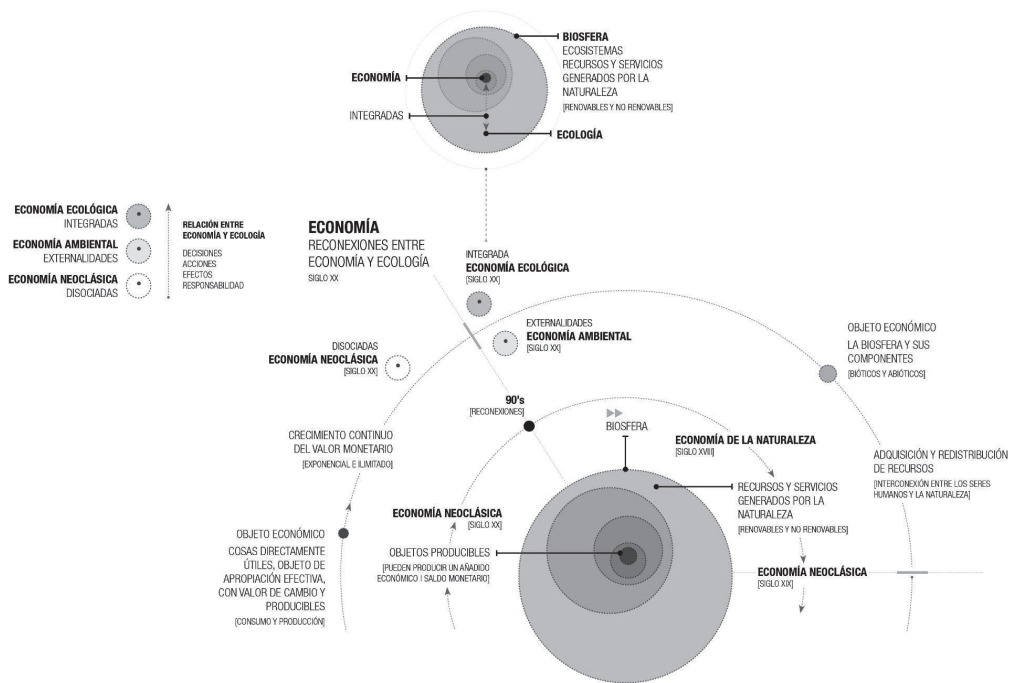 BIOSFERA
ECOSISTEMAS
RECURSOS Y SERVICIOS
GENERADOS POR LA
NATURALEZA
[RENOVABLES Y NO RENOVABLES]
ECONOMÍA
INTEGRADAS
ECOLOGÍA
ECONOMÍA ECOLÓGICA
INTEGRADAS
ECONOMÍA AMBIENTAL
EXTERNALIDADES
ECONOMÍA NEOCLÁSICA
DISOCIADAS
RELACIÓN ENTRE
ECONOMÍA Y ECOLOGÍA
DECISIONES
ACCIONES
EFECTOS
RESPONSABILIDAD
ECONOMÍA
RECONEXIONES ENTRE
ECONOMÍA Y ECOLOGÍA
SIGLO XX
INTEGRADA
ECONOMÍA ECOLÓGICA
[SIGLO XX]
EXTERNALIDADES
ECONOMÍA AMBIENTAL
[SIGLO XX]
DISOCIADAS
ECONOMÍA NEOCLÁSICA
[SIGLO XX]
OBJETO ECONÓMICO
LA BIOSFERA Y SUS
COMPONENTES
[BIÓTICOS Y ABIÓTICOS]
90's
[RECONEXIONES]
BIOSFERA
CRECIMIENTO CONTINUO
DEL VALOR MONETARIO
[EXPONENCIAL E ILIMITADO]
ECONOMÍA DE LA NATURALEZA
[SIGLO XVIII]
ADQUISICIÓN Y REDISTRIBUCIÓN
DE RECURSOS
[INTERCONEXIÓN ENTRE LOS SERES
HUMANOS Y LA NATURALEZA]
RECURSOS Y SERVICIOS
GENERADOS POR LA
NATURALEZA
[RENOVABLES Y NO RENOVABLES]
ECONOMÍA NEOCLÁSICA
[SIGLO XX]
OBJETOS PRODUCIBLES
[PUEDEN PRODUCIR UN AÑADIDO
ECONÓMICO | SALDO MONETARIO]
OBJETO ECONÓMICO
COSAS DIRECTAMENTE
ÚTILES, OBJETO DE
APROPIACIÓN EFECTIVA,
CON VALOR DE CAMBIO Y
PRODUCIBLES
[CONSUMO Y PRODUCCIÓN]
ECONOMÍA NEOCLÁSICA
[SIGLO XIX]